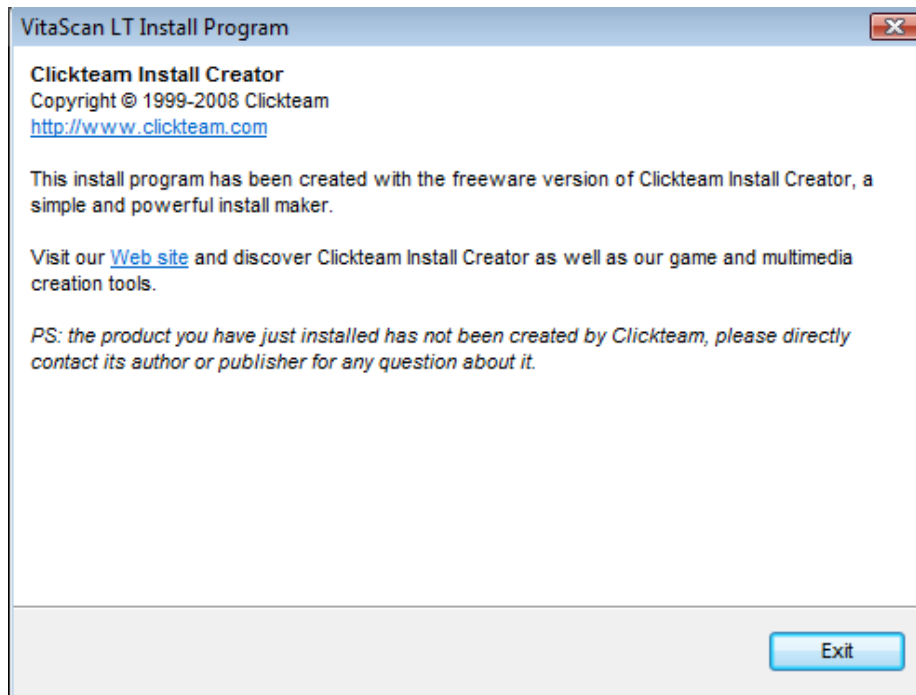 VitaScan LT Install Program
Clickteam Install Creator
Copyright © 1999-2008 Clickteam
http://www.clickteam.com
This install program has been created with the freeware version of Clickteam Install Creator, a
simple and powerful install maker.
Visit our Web site and discover Clickteam Install Creator as well as our game and multimedia
creation tools.
PS: the product you have just installed has not been created by Clickteam, please directly
contact its author or publisher for any question about it.
Exit